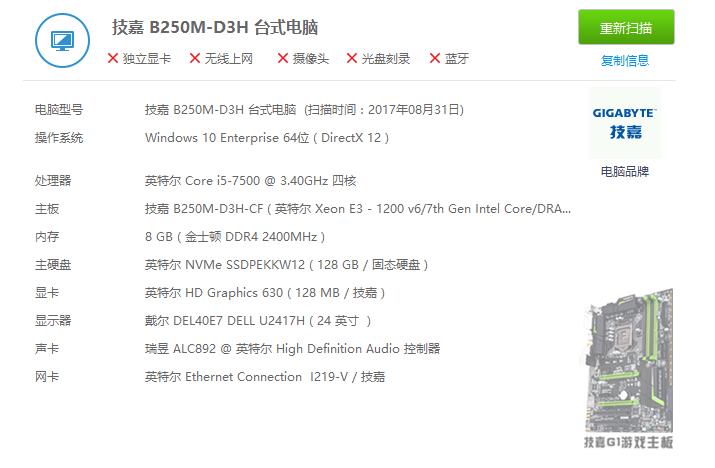 技嘉 B250M-D3H 台式电脑
重新扫描
独立显卡 无线上网 摄像头 光盘刻录 蓝牙
复制信息
电脑型号 技嘉 B250M-D3H 台式电脑 (扫描时间：2017年08月31日)
操作系统 Windows 10 Enterprise 64位 ( DirectX 12 )
GIGABYTE™
技嘉
电脑品牌
处理器 英特尔 Core i5-7500 @ 3.40GHz 四核
主板 技嘉 B250M-D3H-CF ( 英特尔 Xeon E3 - 1200 v6/7th Gen Intel Core/DRA...
内存 8 GB ( 金士顿 DDR4 2400MHz )
主硬盘 英特尔 NVMe SSDPEKKW12 ( 128 GB / 固态硬盘 )
显卡 英特尔 HD Graphics 630 ( 128 MB / 技嘉 )
显示器 戴尔 DEL40E7 DELL U2417H ( 24 英寸 )
声卡 瑞昱 ALC892 @ 英特尔 High Definition Audio 控制器
网卡 英特尔 Ethernet Connection I219-V / 技嘉
技嘉G1游戏主板